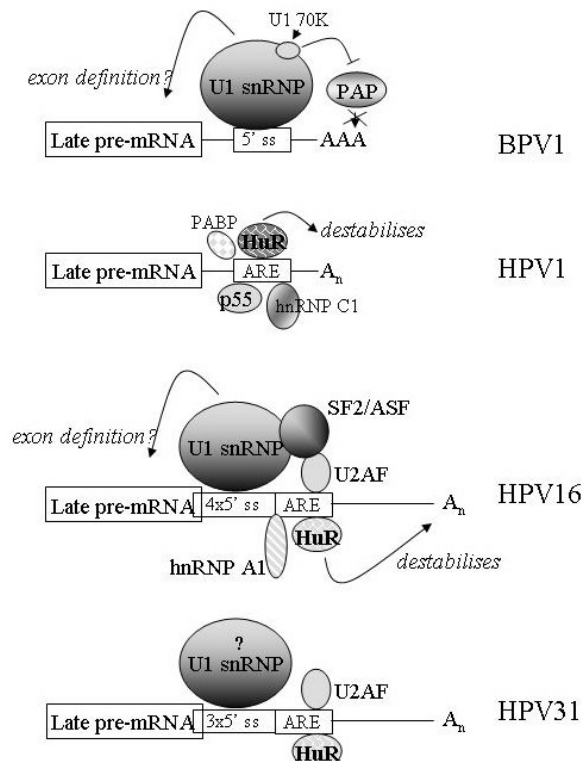 U1 70K
exon definition?
U1 snRNP
PAP
Late pre-mRNA
5' ss
AAA
BPV1
PABP
HuR
destabilises
Late pre-mRNA
ARE
An
HPV1
p55
hnRNP C1
SF2/ASF
exon definition?
U1 snRNP
U2AF
Late pre-mRNA
4x5' ss
ARE
An
HPV16
HuR
hnRNP A1
destabilises
?
U1 snRNP
U2AF
Late pre-mRNA
3x5' ss
ARE
An
HPV31
HuR